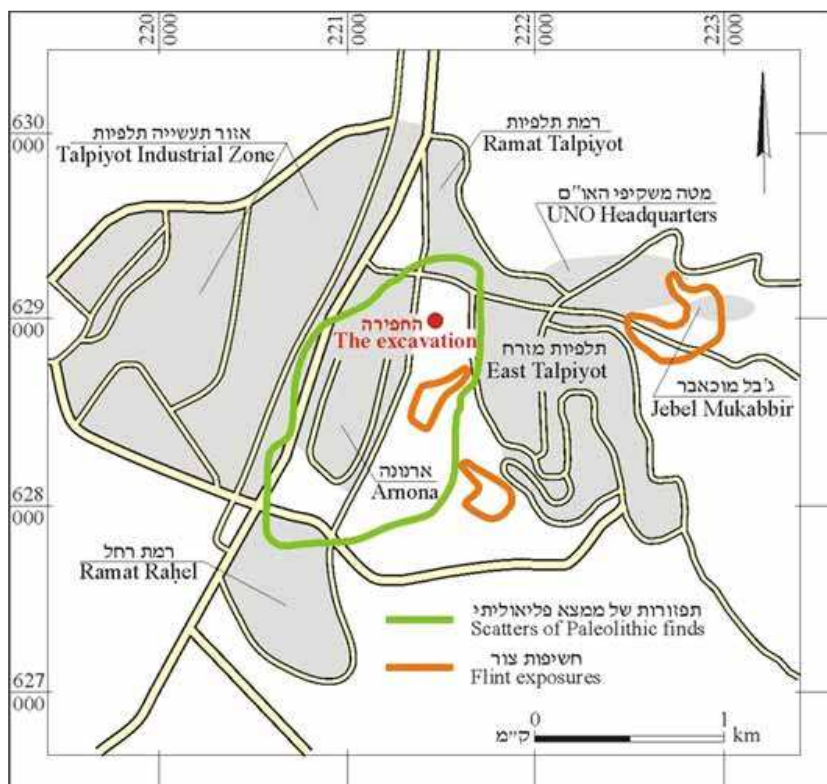 220
000
221
000
222
000
223
000
630
000
629
000
628
000
627
000
אזור תעשייה תלפיות
Talpiyot Industrial Zone
רמת תלפיות
Ramat Talpiyot
מטה משקיפי האו"ם
UNO Headquarters
החפירה
The excavation
תלפיות מזרח
East Talpiyot
ג'בל מוכאבר
Jebel Mukabbir
ארנונה
Arnona
רמת רחל
Ramat Raḥel
תפזורות של ממצא פליאוליתי
Scatters of Paleolithic finds
חשיפות צור
Flint exposures
0 1
ק"מ km